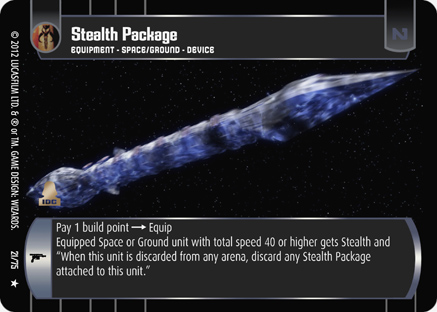 Stealth Package
EQUIPMENT - SPACE/GROUND - DEVICE
N
IDC
Pay 1 build point → Equip
Equipped Space or Ground unit with total speed 40 or higher gets Stealth and
“When this unit is discarded from any arena, discard any Stealth Package
attached to this unit.”
© 2012 LUCASFILM LTD. & ® or TM. GAME DESIGN: WIZARDS.
21/75